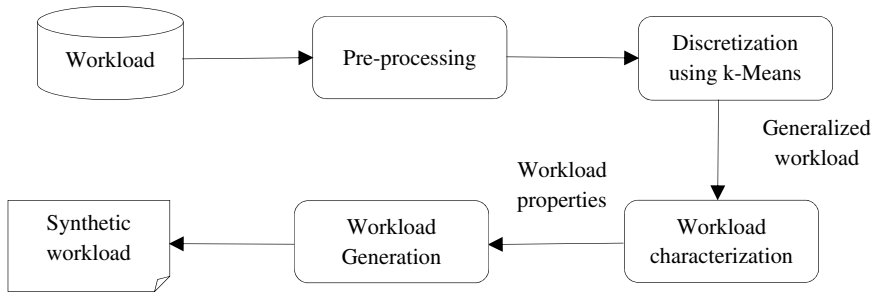 Workload
Pre-processing
Discretization
using k-Means
Generalized
workload
Workload
characterization
Workload
properties
Workload
Generation
Synthetic
workload